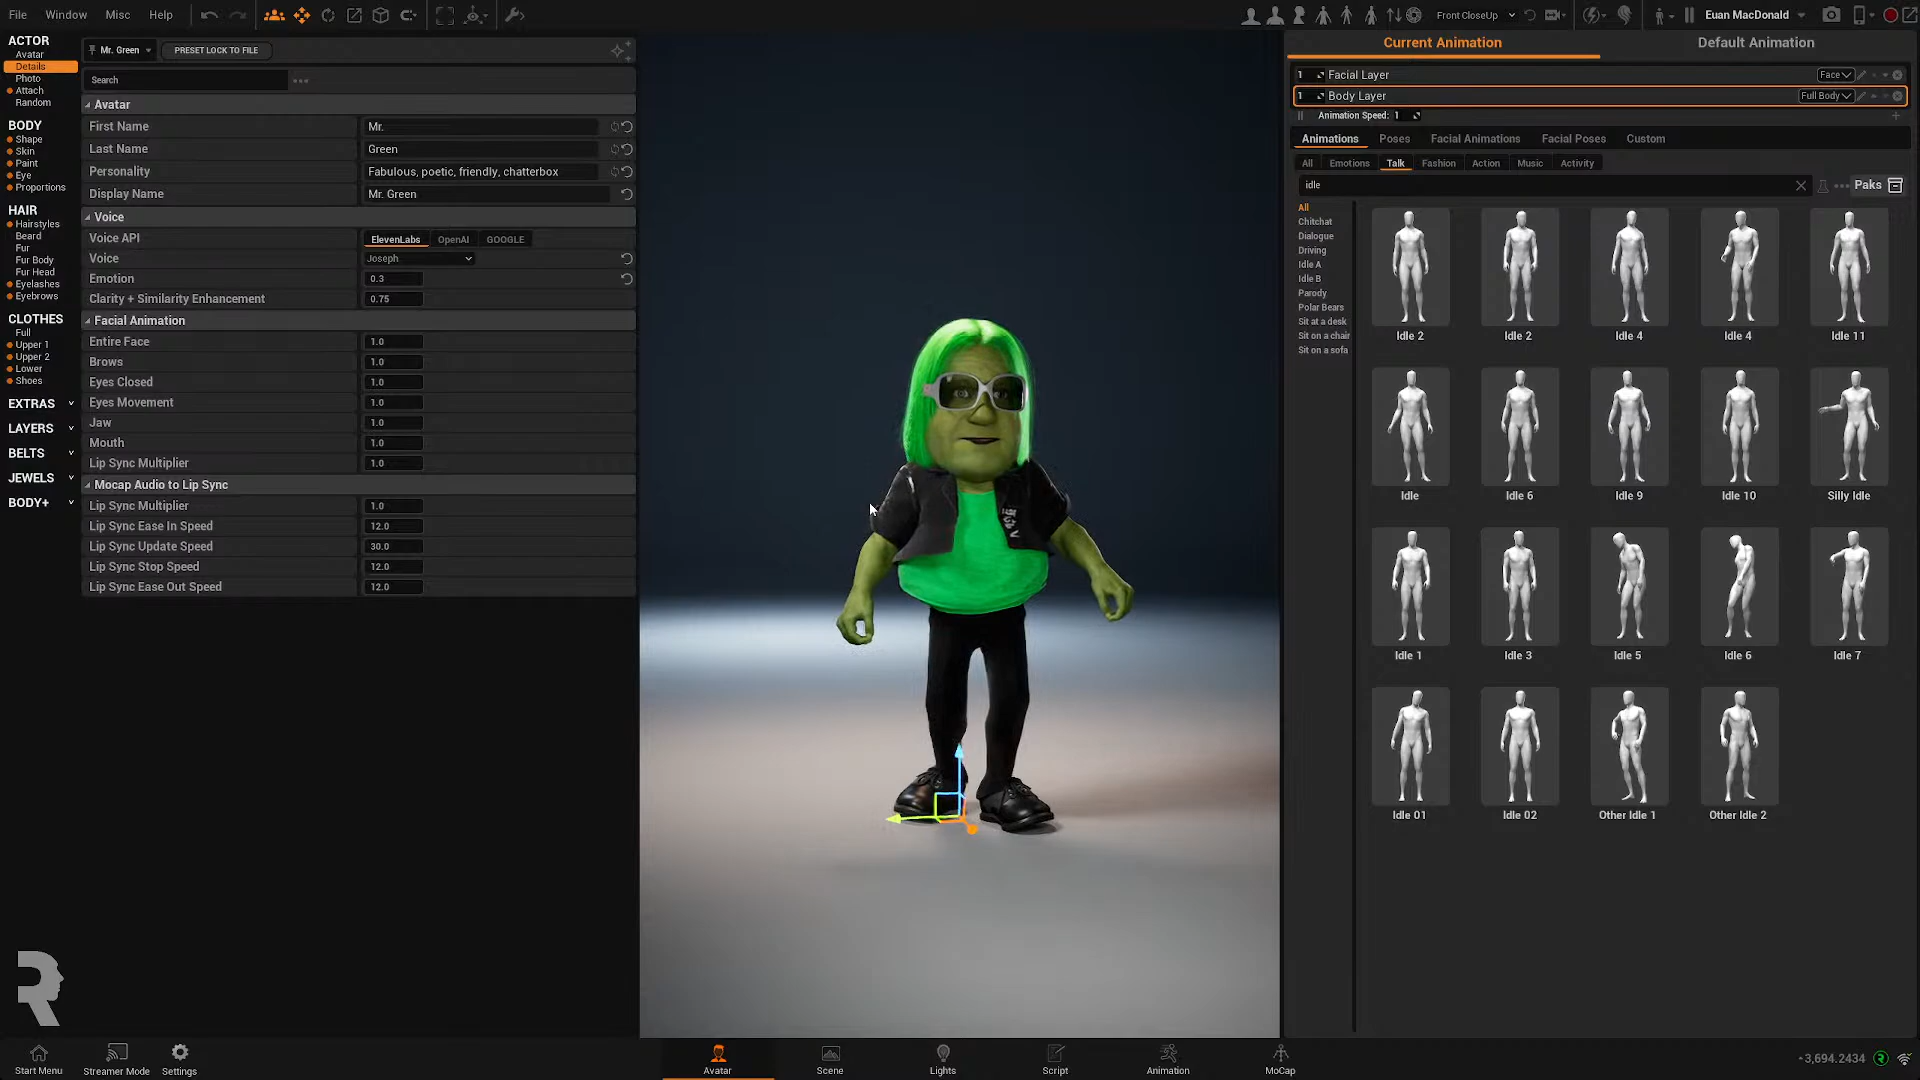 File Window Misc Help
Front CloseUp Euan MacDonald
ACTOR
Avatar
Details
Photo
Attach
Random
BODY
Shape
Skin
Paint
Eye
Proportions
HAIR
Hairstyles
Beard
Fur
Fur Body
Fur Head
Eyelashes
Eyebrows
CLOTHES
Full
Upper 1
Upper 2
Lower
Shoes
EXTRAS
LAYERS
BELTS
JEWELS
BODY+
Mr. Green PRESET LOCK TO FILE
Search
Avatar
First Name Mr.
Last Name Green
Personality Fabulous, poetic, friendly, chatterbox
Display Name Mr. Green
Voice
Voice API ElevenLabs OpenAI GOOGLE
Voice Joseph
Emotion 0.3
Clarity + Similarity Enhancement 0.75
Facial Animation
Entire Face 1.0
Brows 1.0
Eyes Closed 1.0
Eyes Movement 1.0
Jaw 1.0
Mouth 1.0
Lip Sync Multiplier 1.0
Mocap Audio to Lip Sync
Lip Sync Multiplier 1.0
Lip Sync Ease In Speed 12.0
Lip Sync Update Speed 30.0
Lip Sync Stop Speed 12.0
Lip Sync Ease Out Speed 12.0
Current Animation Default Animation
1 Facial Layer Face
1 Body Layer Full Body
Animation Speed: 1
Animations Poses Facial Animations Facial Poses Custom
All Emotions Talk Fashion Action Music Activity
idle Paks
All
Chitchat
Dialogue
Driving
Idle A
Idle B
Parody
Polar Bears
Sit at a desk
Sit on a chair
Sit on a sofa
Idle 2 Idle 2 Idle 4 Idle 4 Idle 11
Idle Idle 6 Idle 9 Idle 10 Silly Idle
Idle 1 Idle 3 Idle 5 Idle 6 Idle 7
Idle 01 Idle 02 Other Idle 1 Other Idle 2
Start Menu Streamer Mode Settings Avatar Scene Lights Script Animation MoCap
-3,694.2434